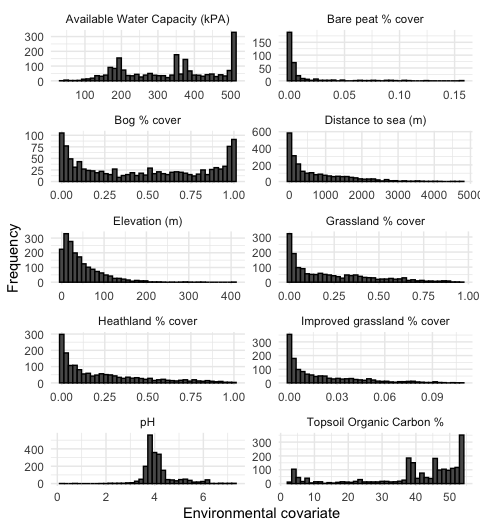 Available Water Capacity (kPA)
300
200
100
0
100 200 300 400 500
Bare peat % cover
150
100
50
0
0.00 0.05 0.10 0.15
Bog % cover
100
75
50
25
0
0.00 0.25 0.50 0.75 1.00
Distance to sea (m)
600
400
200
0
0 1000 2000 3000 4000 5000
Elevation (m)
300
200
100
0
0 100 200 300 400
Grassland % cover
300
200
100
0
0.00 0.25 0.50 0.75 1.00
Heathland % cover
300
200
100
0
0.00 0.25 0.50 0.75 1.00
Improved grassland % cover
300
200
100
0
0.00 0.03 0.06 0.09
pH
400
200
0
0 2 4 6
Topsoil Organic Carbon %
300
200
100
0
0 10 20 30 40 50
Frequency
Environmental covariate